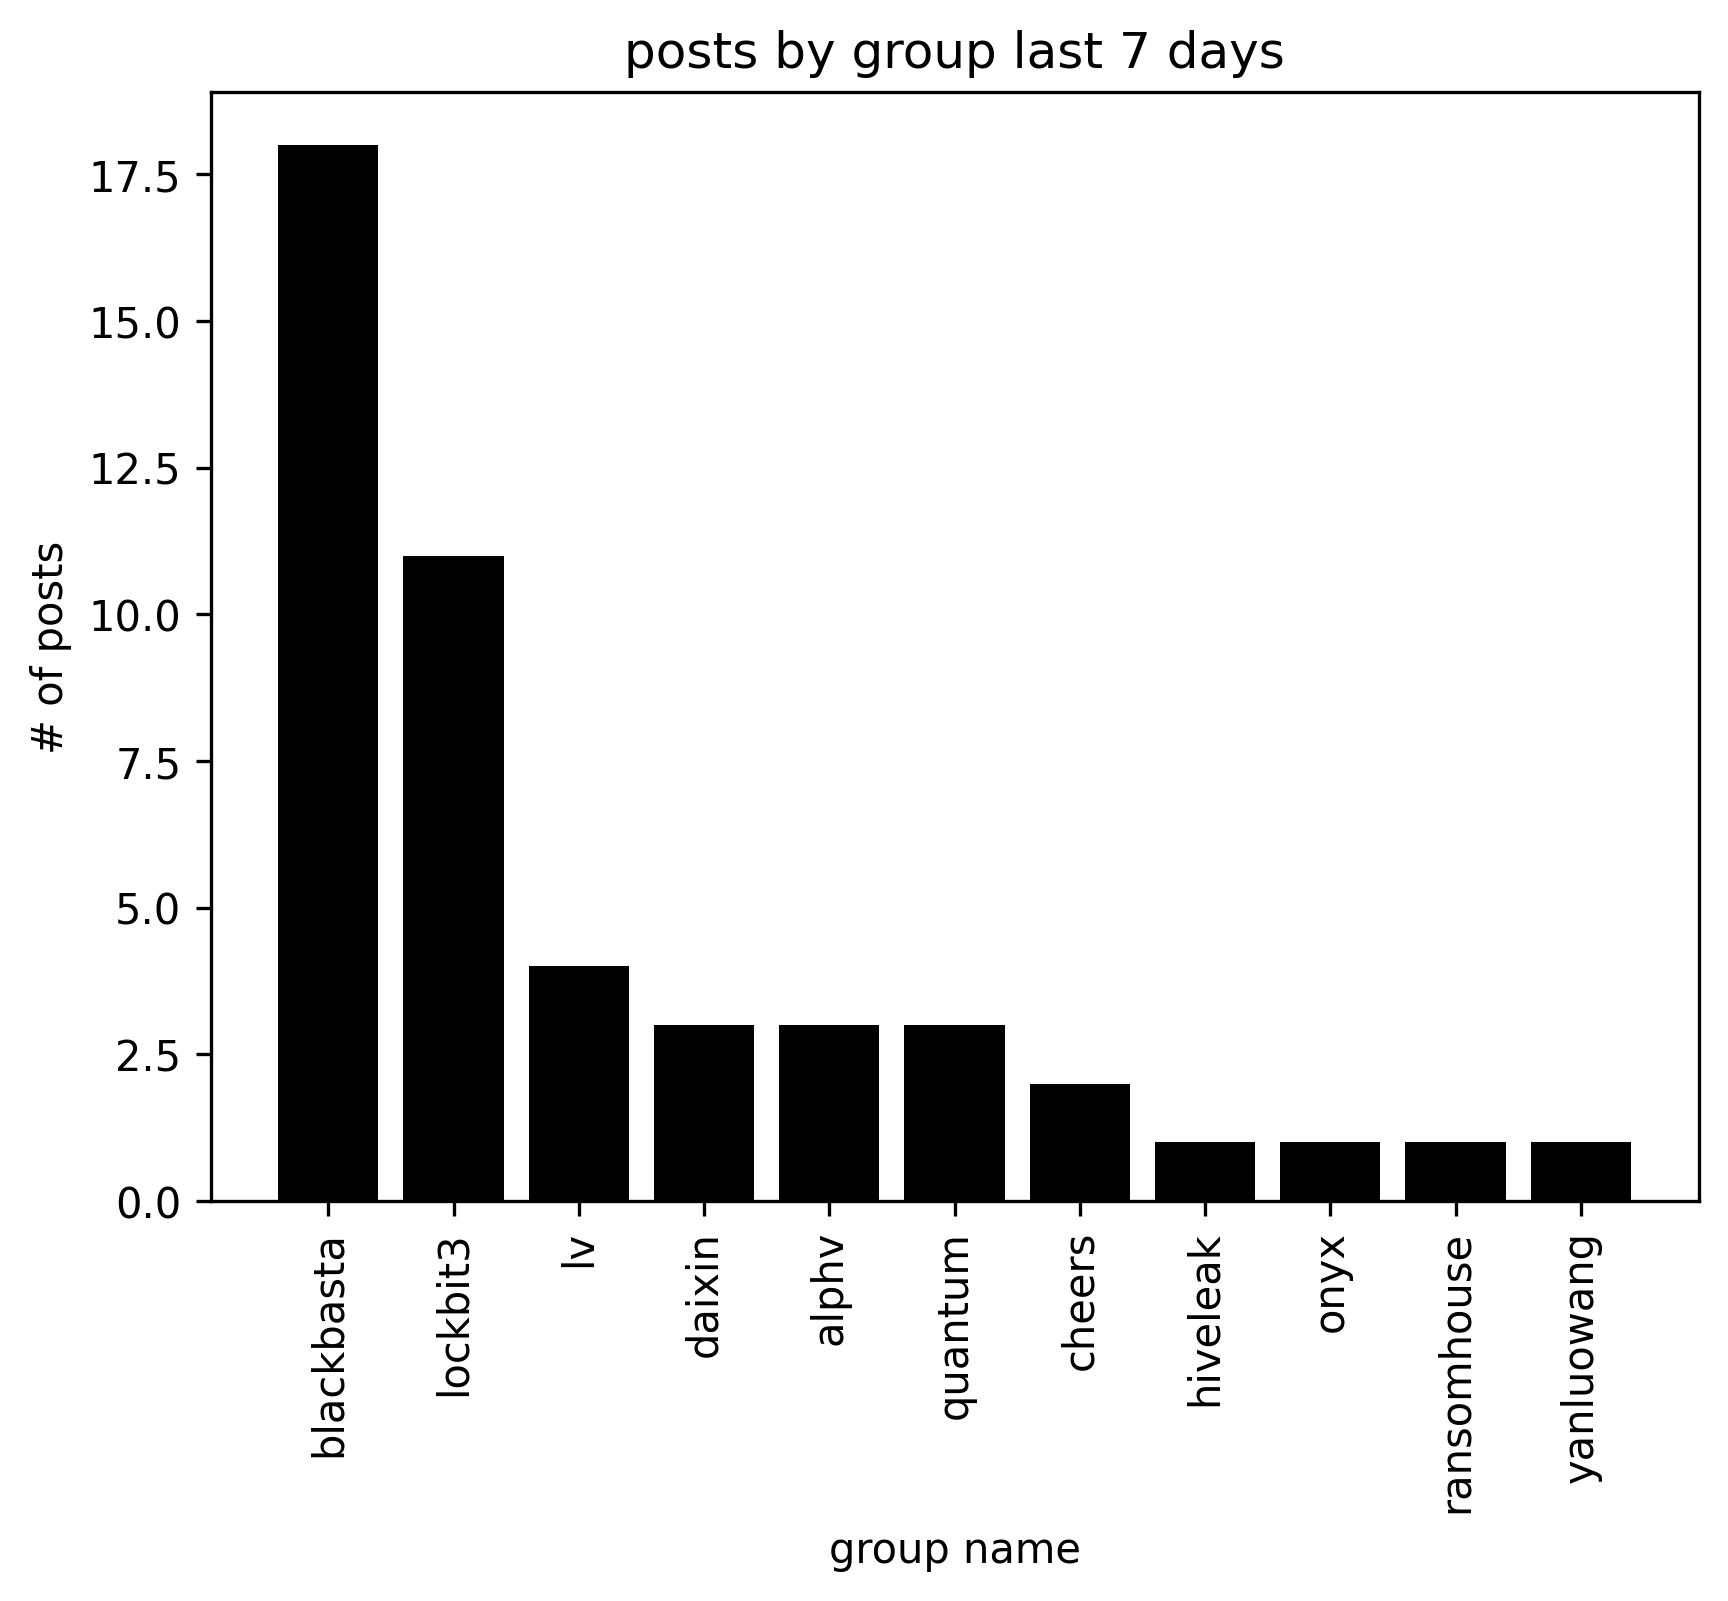 posts by group last 7 days
17.5
15.0
12.5
10.0
7.5
5.0
2.5
0.0
# of posts
blackbasta
lockbit3
lv
daixin
alphv
quantum
cheers
hiveleak
onyx
ransomhouse
yanluowang
group name